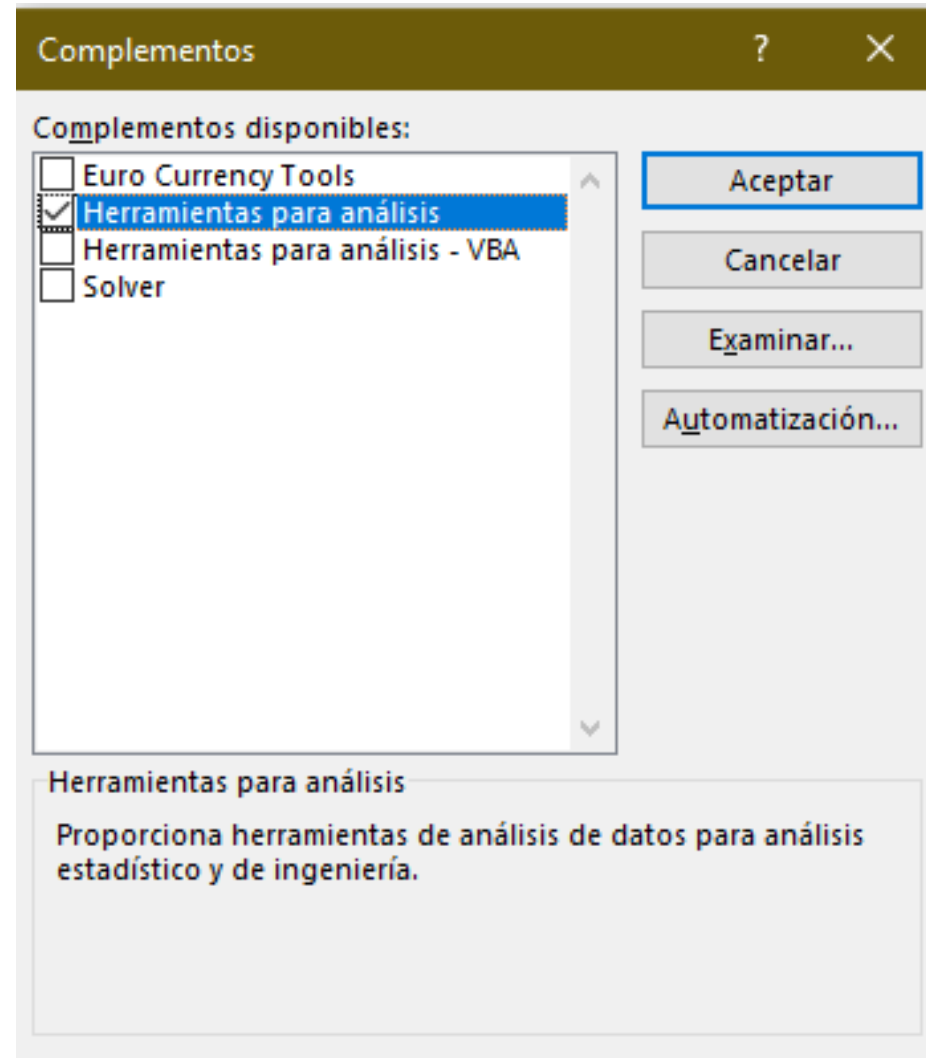 Complementos ? ×
Complementos disponibles:
Euro Currency Tools
Herramientas para análisis
Herramientas para análisis - VBA
Solver
Aceptar
Cancelar
Examinar...
Automatización...
Herramientas para análisis
Proporciona herramientas de análisis de datos para análisis
estadístico y de ingeniería.